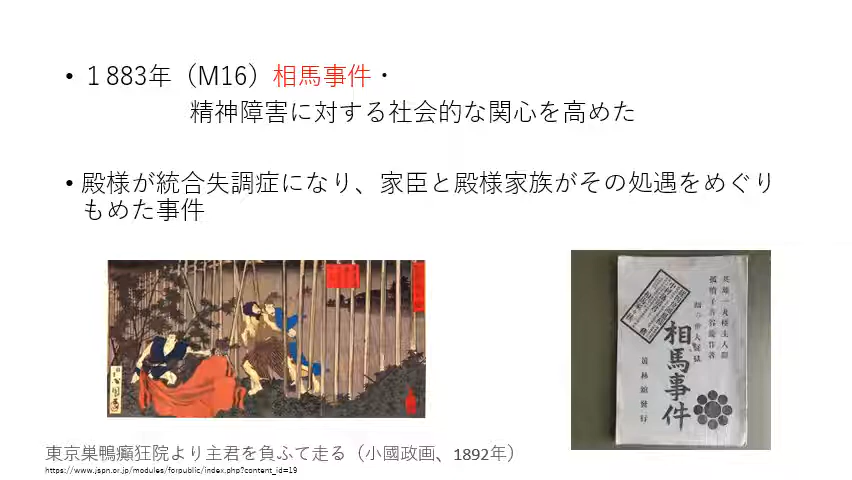 • １883年（M16）相馬事件・
精神障害に対する社会的な関心を高めた
• 殿様が統合失調症になり、家臣と殿様家族がその処遇をめぐり
もめた事件
相馬事件
東京巣鴨癲狂院より主君を負ふて走る（小國政画、1892年）
https://www.jspn.or.jp/modules/forpublic/index.php?content_id=19